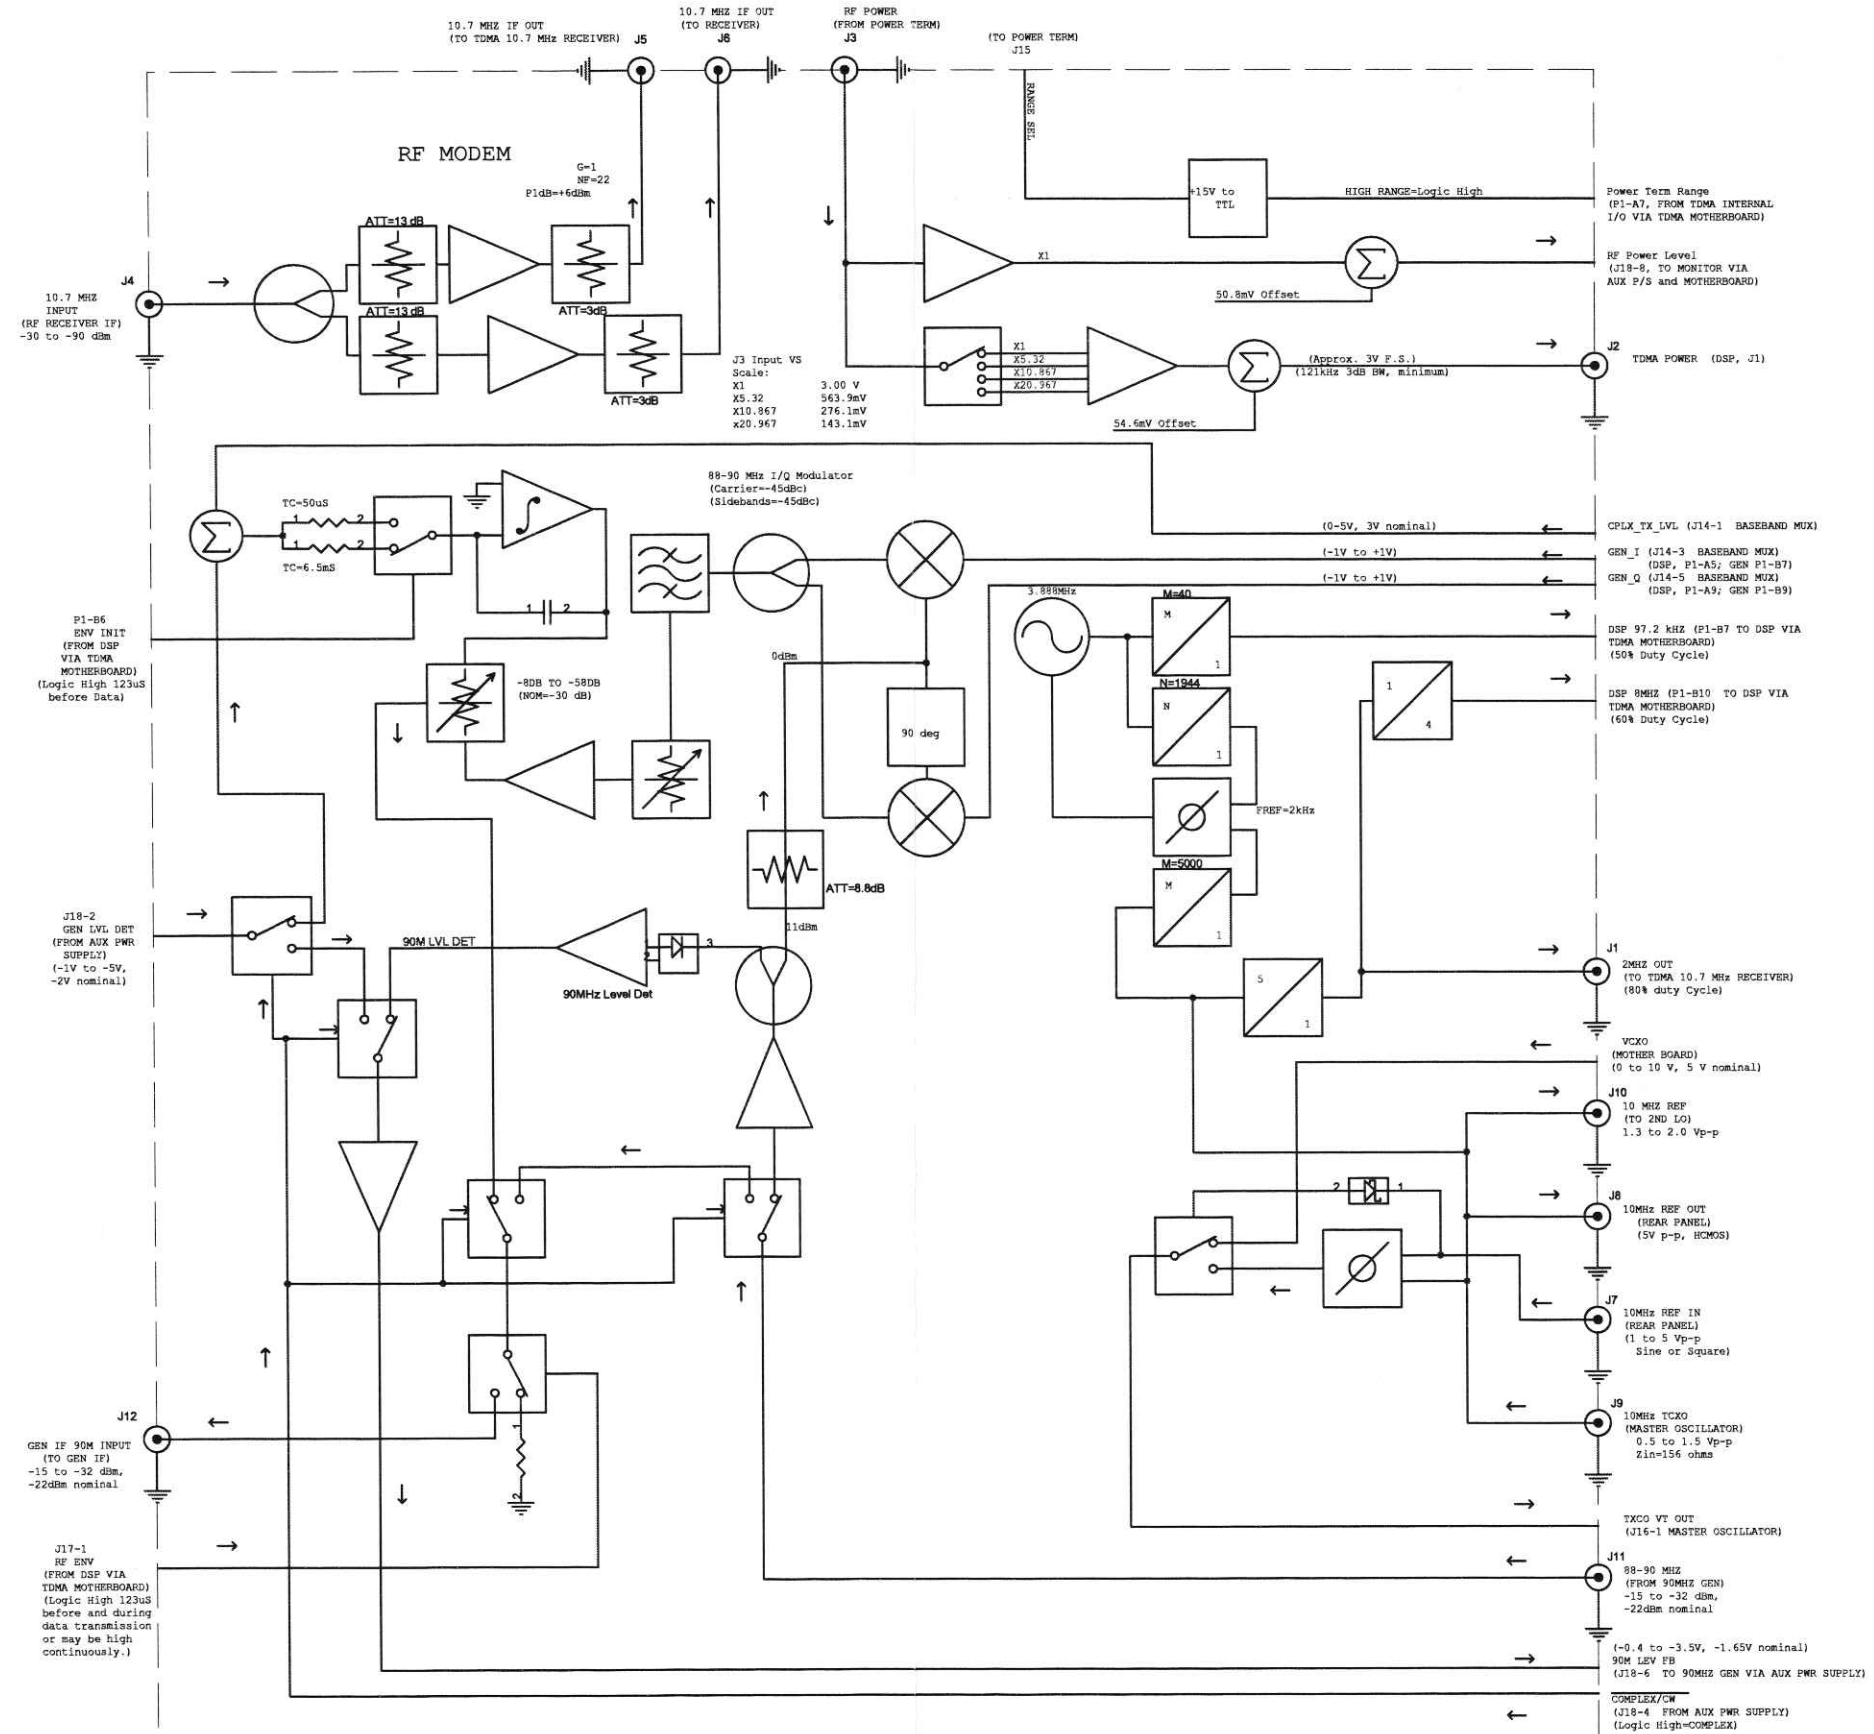 10.7 MHZ IF OUT
(TO TDMA 10.7 MHz RECEIVER)
J5
10.7 MHZ IF OUT
(TO RECEIVER)
J6
RF POWER
(FROM POWER TERM)
J3
(TO POWER TERM)
J15
RANGE SEL
RF MODEM
G=1
NF=22
P1dB=+6dBm
ATT=13 dB
ATT=3dB
ATT=13 dB
ATT=3dB
J4
10.7 MHZ
INPUT
(RF RECEIVER IF)
-30 to -90 dBm
+15V to
TTL
HIGH RANGE=Logic High
Power Term Range
(P1-A7, FROM TDMA INTERNAL
I/O VIA TDMA MOTHERBOARD)
X1
50.8mV Offset
RF Power Level
(J18-8, TO MONITOR VIA
AUX P/S and MOTHERBOARD)
J3 Input VS
Scale:
X1 3.00 V
X5.32 563.9mV
X10.867 276.1mV
x20.967 143.1mV
X1
X5.32
X10.867
X20.967
54.6mV Offset
(Approx. 3V F.S.)
(121kHz 3dB BW, minimum)
J2
TDMA POWER (DSP, J1)
Σ
Σ
Σ
TC=50uS
1 2
1 2
TC=6.5mS
1 2
88-90 MHz I/Q Modulator
(Carrier=-45dBc)
(Sidebands=-45dBc)
(0-5V, 3V nominal)
CPLX_TX_LVL (J14-1 BASEBAND MUX)
(-1V to +1V)
GEN_I (J14-3 BASEBAND MUX)
(DSP, P1-A5; GEN P1-B7)
(-1V to +1V)
GEN_Q (J14-5 BASEBAND MUX)
(DSP, P1-A9; GEN P1-B9)
3.888MHz
M=40
M
1
DSP 97.2 kHZ (P1-B7 TO DSP VIA
TDMA MOTHERBOARD)
(50% Duty Cycle)
N=1944
N
1
1
4
DSP 8MHZ (P1-B10 TO DSP VIA
TDMA MOTHERBOARD)
(60% Duty Cycle)
P1-B6
ENV INIT
(FROM DSP
VIA TDMA
MOTHERBOARD)
(Logic High 123uS
before Data)
-8DB TO -58DB
(NOM=-30 dB)
0dBm
90 deg
FREF=2kHz
M=5000
M
1
ATT=8.8dB
11dBm
J18-2
GEN LVL DET
(FROM AUX PWR
SUPPLY)
(-1V to -5V,
-2V nominal)
90M LVL DET
1
2
3
90MHz Level Det
5
1
J1
2MHZ OUT
(TO TDMA 10.7 MHz RECEIVER)
(80% duty Cycle)
VCXO
(MOTHER BOARD)
(0 to 10 V, 5 V nominal)
J10
10 MHZ REF
(TO 2ND LO)
1.3 to 2.0 Vp-p
2 1
J8
10MHz REF OUT
(REAR PANEL)
(5V p-p, HCMOS)
J7
10MHz REF IN
(REAR PANEL)
(1 to 5 Vp-p
Sine or Square)
J9
10MHz TCXO
(MASTER OSCILLATOR)
0.5 to 1.5 Vp-p
Zin=156 ohms
J12
GEN IF 90M INPUT
(TO GEN IF)
-15 to -32 dBm,
-22dBm nominal
1
2
TXCO VT OUT
(J16-1 MASTER OSCILLATOR)
J17-1
RF ENV
(FROM DSP VIA
TDMA MOTHERBOARD)
(Logic High 123uS
before and during
data transmission
or may be high
continuously.)
J11
88-90 MHZ
(FROM 90MHZ GEN)
-15 to -32 dBm,
-22dBm nominal
(-0.4 to -3.5V, -1.65V nominal)
90M LEV FB
(J18-6 TO 90MHZ GEN VIA AUX PWR SUPPLY)
COMPLEX/CW
(J18-4 FROM AUX PWR SUPPLY)
(Logic High=COMPLEX)